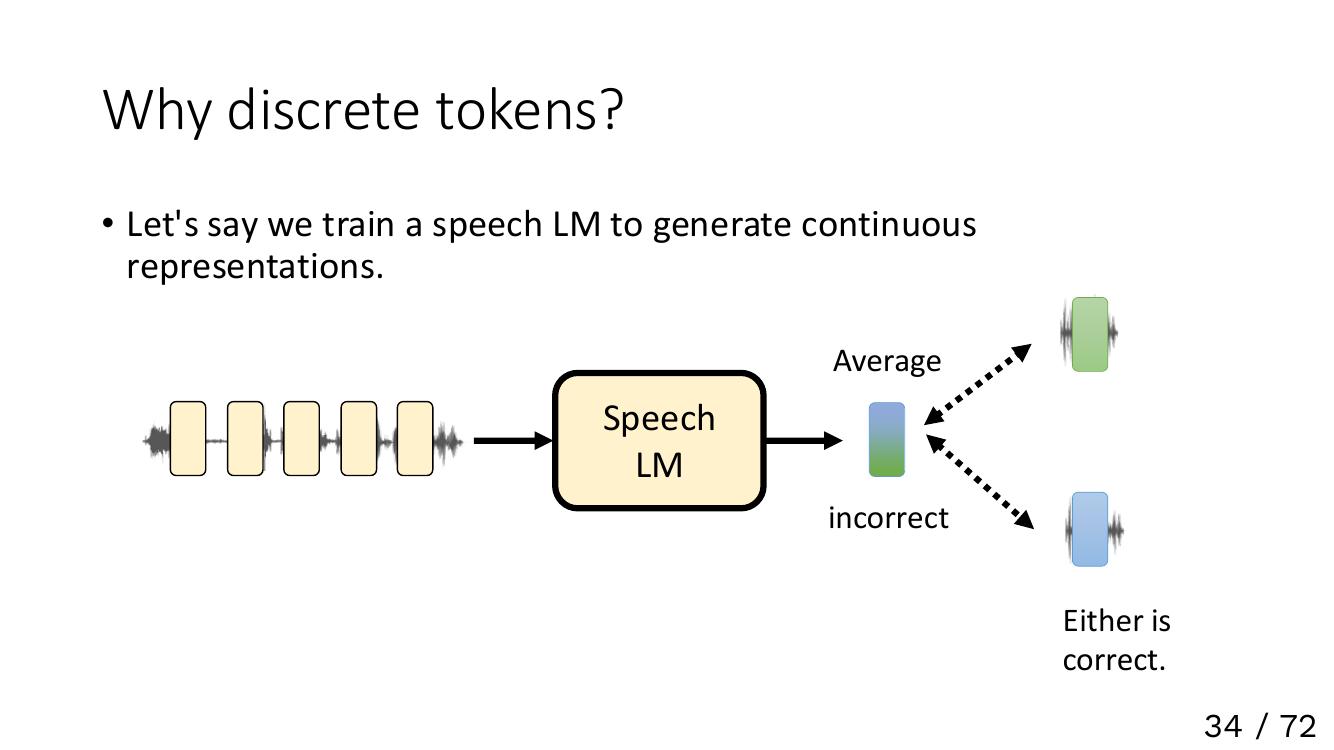 Why discrete tokens?
• Let's say we train a speech LM to generate continuous
representations.
Average
Speech
LM
incorrect
Either is
correct.
34 / 72